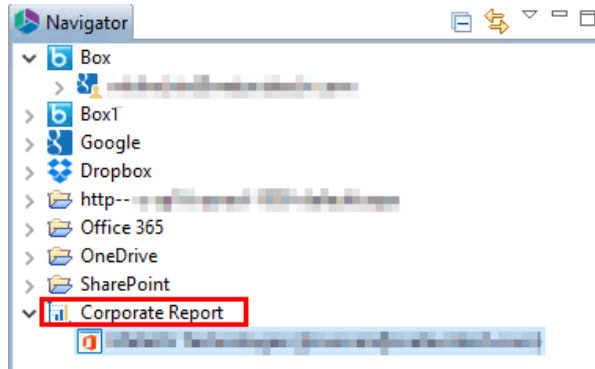 Navigator
Box
Box1
Google
Dropbox
http--
Office 365
OneDrive
SharePoint
Corporate Report